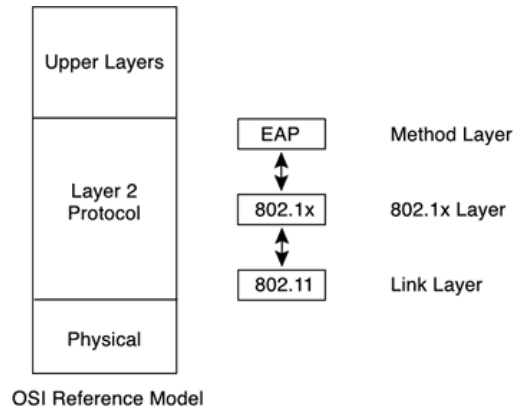 Upper Layers
EAP
Method Layer
Layer 2
Protocol
802.1x
802.1x Layer
802.11
Link Layer
Physical
OSI Reference Model